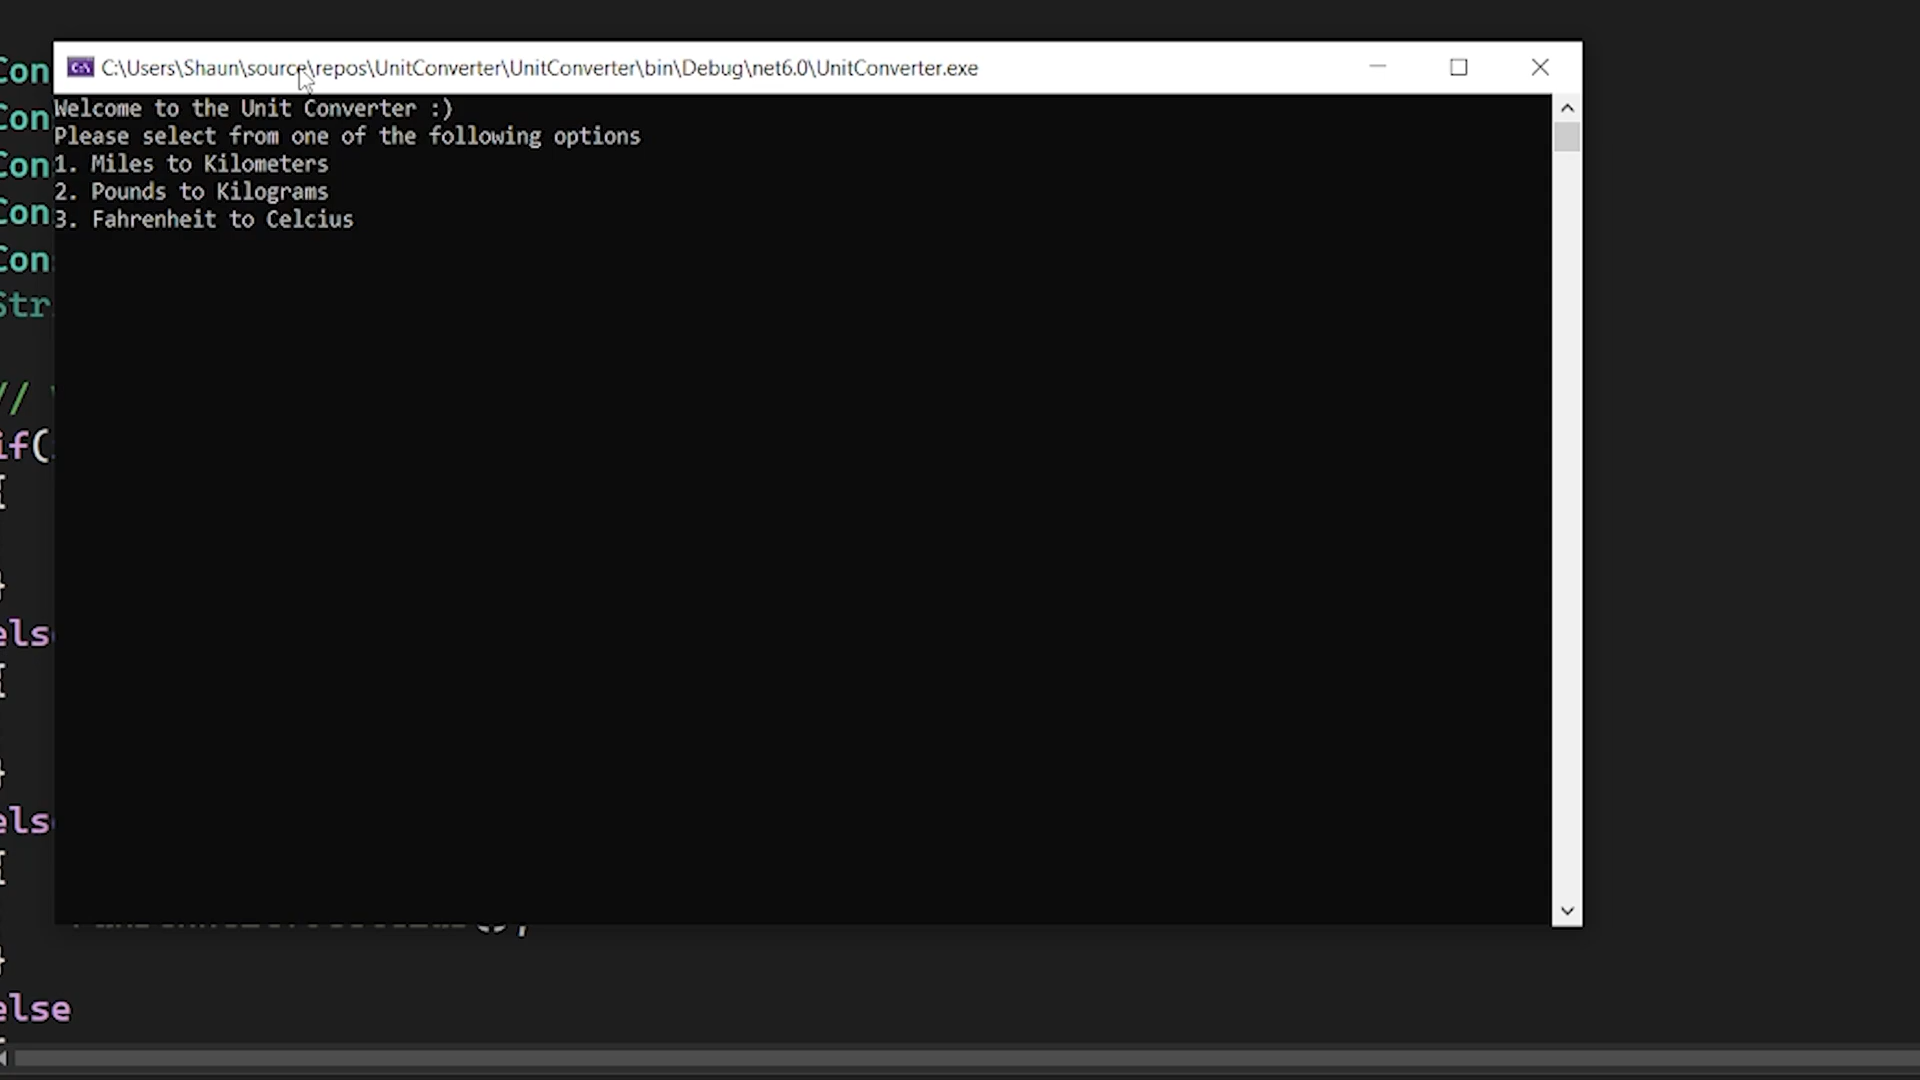 C:\Users\Shaun\source\repos\UnitConverter\UnitConverter\bin\Debug\net6.0\UnitConverter.exe
Welcome to the Unit Converter :)
Please select from one of the following options
1. Miles to Kilometers
2. Pounds to Kilograms
3. Fahrenheit to Celcius
Con
Con
Con
Con
Con
Str
//
if(
{
}
els
{
}
els
{
();
}
else